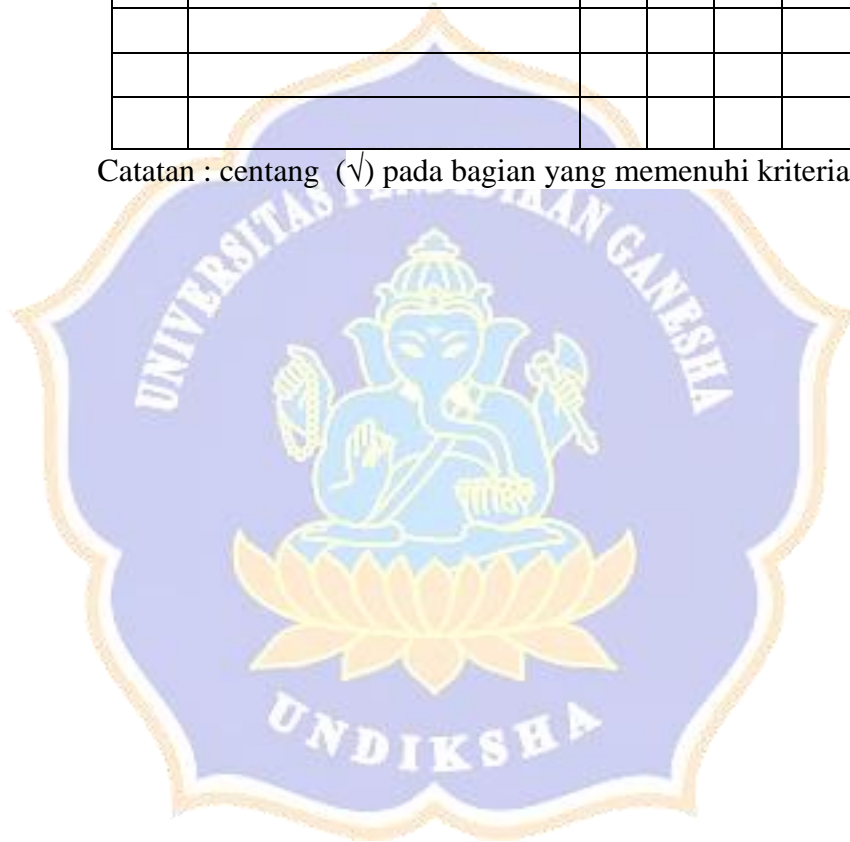 Catatan : centang (√) pada bagian yang memenuhi kriteria
UNIVERSITAS PENDIDIKAN GANESHA
UNDIKSHA